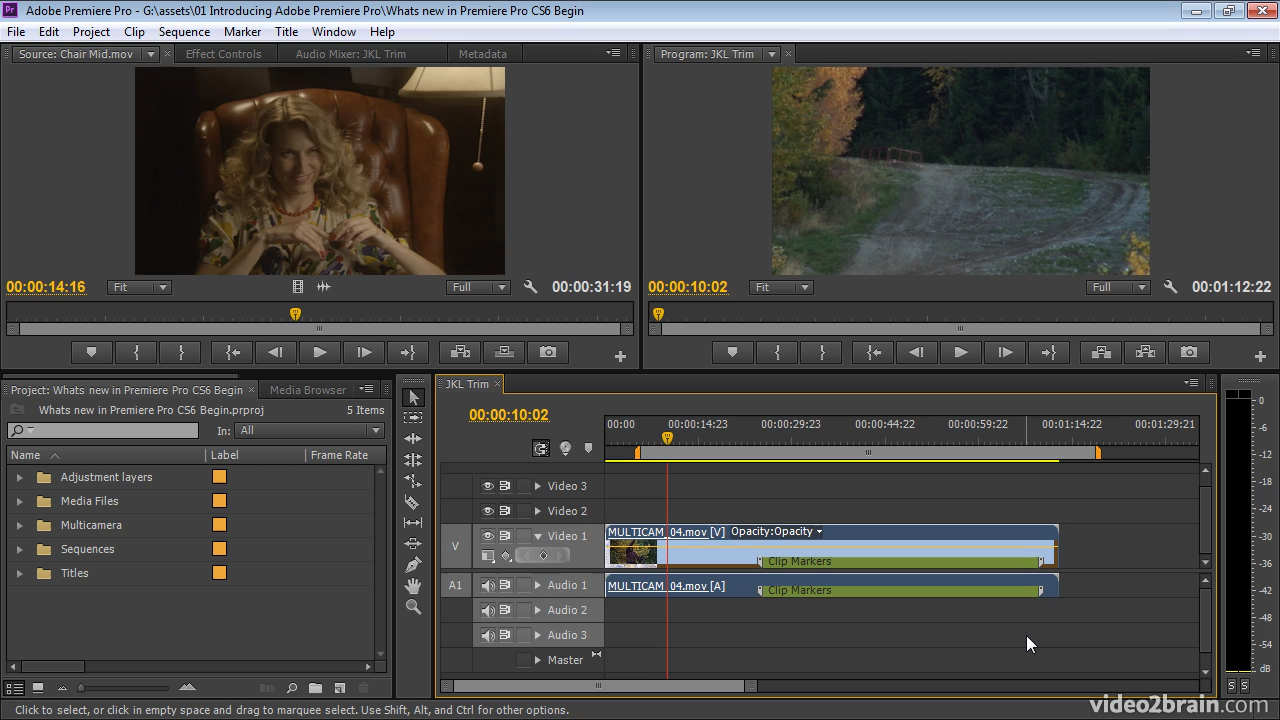 Pr Adobe Premiere Pro - G:\assets\01 Introducing Adobe Premiere Pro\Whats new in Premiere Pro CS6 Begin
File Edit Project Clip Sequence Marker Title Window Help
Source: Chair Mid.mov Effect Controls Audio Mixer: JKL Trim Metadata
Program: JKL Trim
00:00:14:16 Fit Full 00:00:31:19
00:00:10:02 Fit Full 00:01:12:22
Project: Whats new in Premiere Pro CS6 Begin Media Browser
Whats new in Premiere Pro CS6 Begin.prproj 5 Items
In: All
Name Label Frame Rate
Adjustment layers
Media Files
Multicamera
Sequences
Titles
JKL Trim
00:00:10:02
00:00 00:00:14:23 00:00:29:23 00:00:44:22 00:00:59:22 00:01:14:22 00:01:29:21
Video 3
Video 2
V Video 1 MULTICAM_04.mov [V] Opacity:Opacity
Clip Markers
A1 Audio 1 MULTICAM_04.mov [A] Clip Markers
Audio 2
Audio 3
Master
0
-6
-12
-18
-24
-30
-36
-42
-48
-54
dB
S S
Click to select, or click in empty space and drag to marquee select. Use Shift, Alt, and Ctrl for other options.
video2brain.com